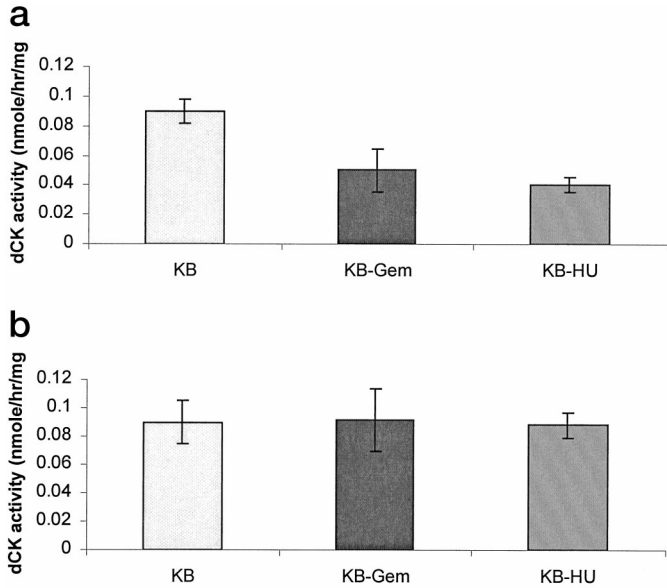 a
dCK activity (nmole/hr/mg
0.12
0.1
0.08
0.06
0.04
0.02
0
KB
KB-Gem
KB-HU
b
dCK activity (nmole/hr/mg
0.12
0.1
0.08
0.06
0.04
0.02
0
KB
KB-Gem
KB-HU